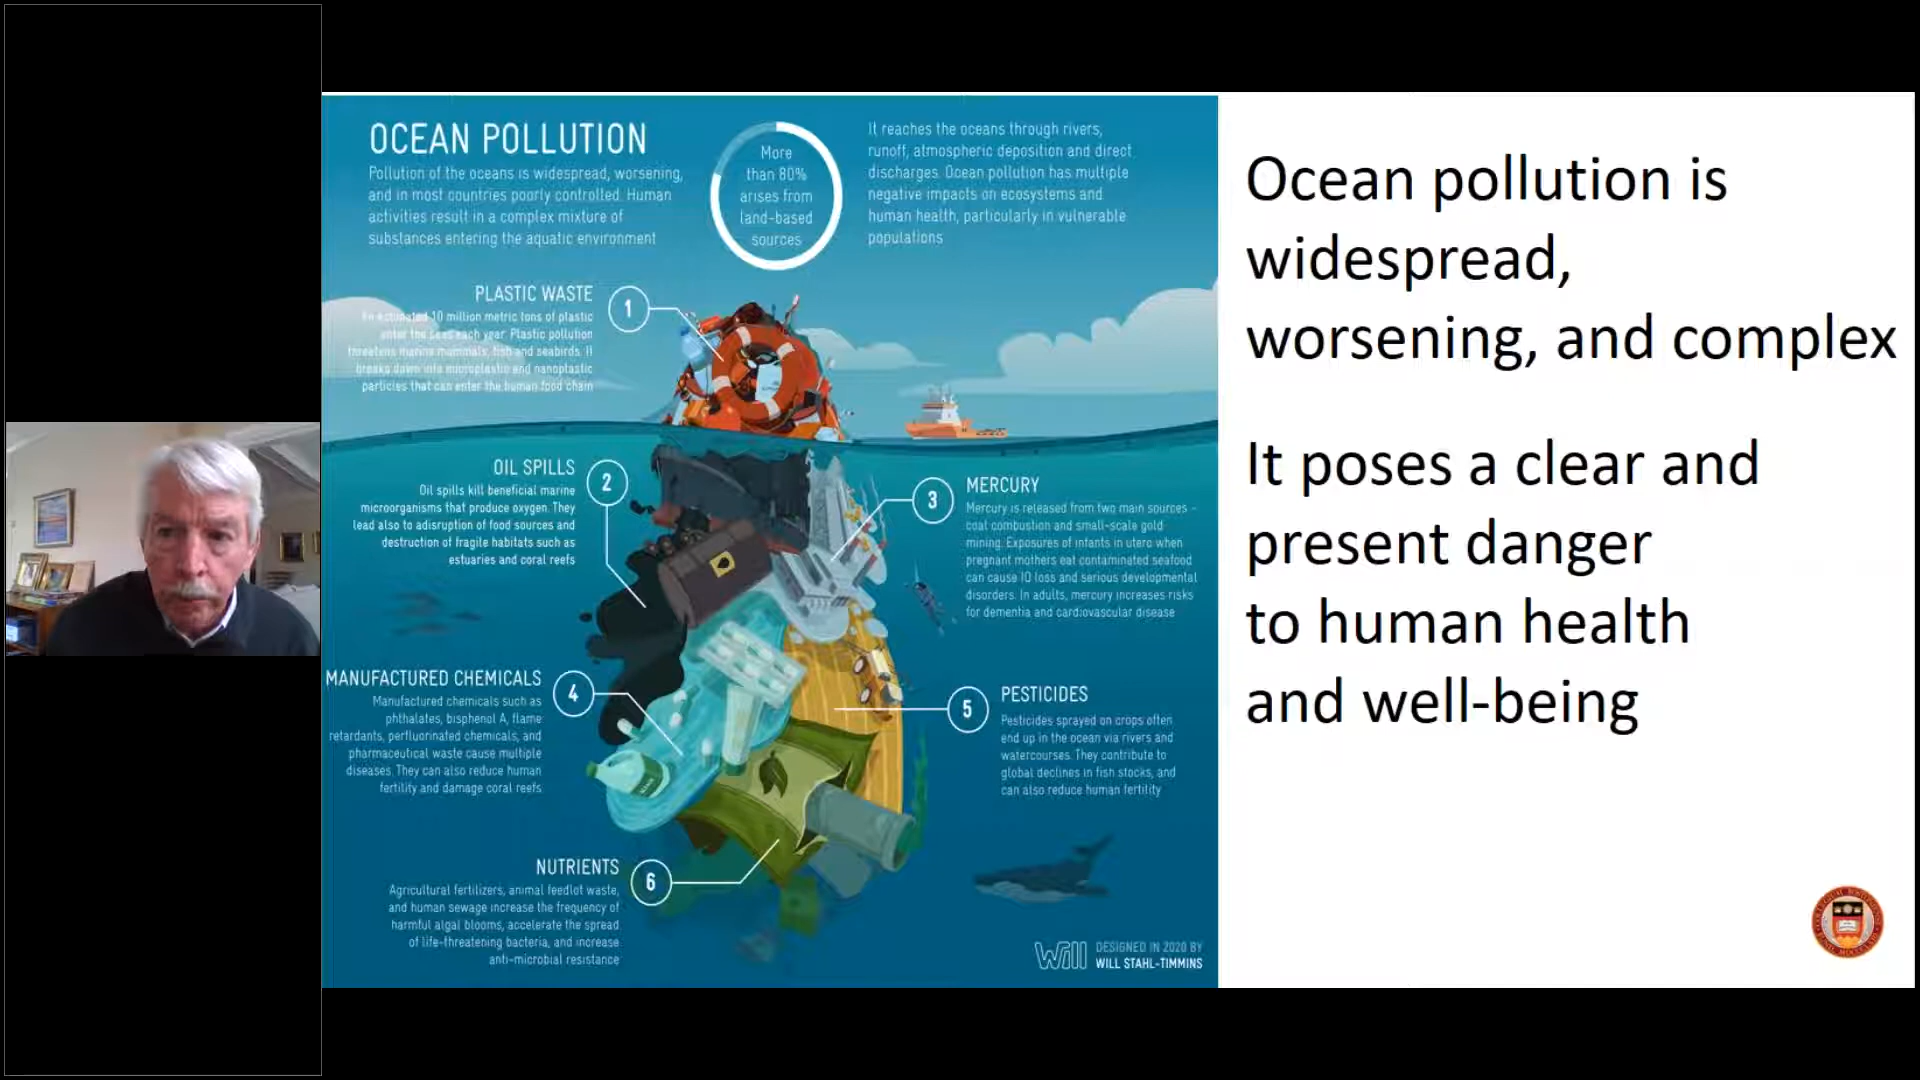 OCEAN POLLUTION
Pollution of the oceans is widespread, worsening,
and in most countries poorly controlled. Human
activities result in a complex mixture of
substances entering the aquatic environment
More
than 80%
arises from
land-based
sources
It reaches the oceans through rivers,
runoff, atmospheric deposition and direct
discharges. Ocean pollution has multiple
negative impacts on ecosystems and
human health, particularly in vulnerable
populations
PLASTIC WASTE
1
An estimated 10 million metric tons of plastic
enter the seas each year. Plastic pollution
threatens marine mammals, fish and seabirds. It
breaks down into microplastic and nanoplastic
particles that can enter the human food chain
OIL SPILLS
2
Oil spills kill beneficial marine
microorganisms that produce oxygen. They
lead also to adisruption of food sources and
destruction of fragile habitats such as
estuaries and coral reefs
3
MERCURY
Mercury is released from two main sources –
coal combustion and small-scale gold
mining. Exposures of infants in utero when
pregnant mothers eat contaminated seafood
can cause IQ loss and serious developmental
disorders. In adults, mercury increases risks
for dementia and cardiovascular disease
MANUFACTURED CHEMICALS
4
Manufactured chemicals such as
phthalates, bisphenol A, flame
retardants, perfluorinated chemicals, and
pharmaceutical waste cause multiple
diseases. They can also reduce human
fertility and damage coral reefs
5
PESTICIDES
Pesticides sprayed on crops often
end up in the ocean via rivers and
watercourses. They contribute to
global declines in fish stocks, and
can also reduce human fertility
NUTRIENTS
6
Agricultural fertilizers, animal feedlot waste,
and human sewage increase the frequency of
harmful algal blooms, accelerate the spread
of life-threatening bacteria, and increase
anti-microbial resistance
Will
DESIGNED IN 2020 BY
WILL STAHL-TIMMINS
Ocean pollution is
widespread,
worsening, and complex
It poses a clear and
present danger
to human health
and well-being